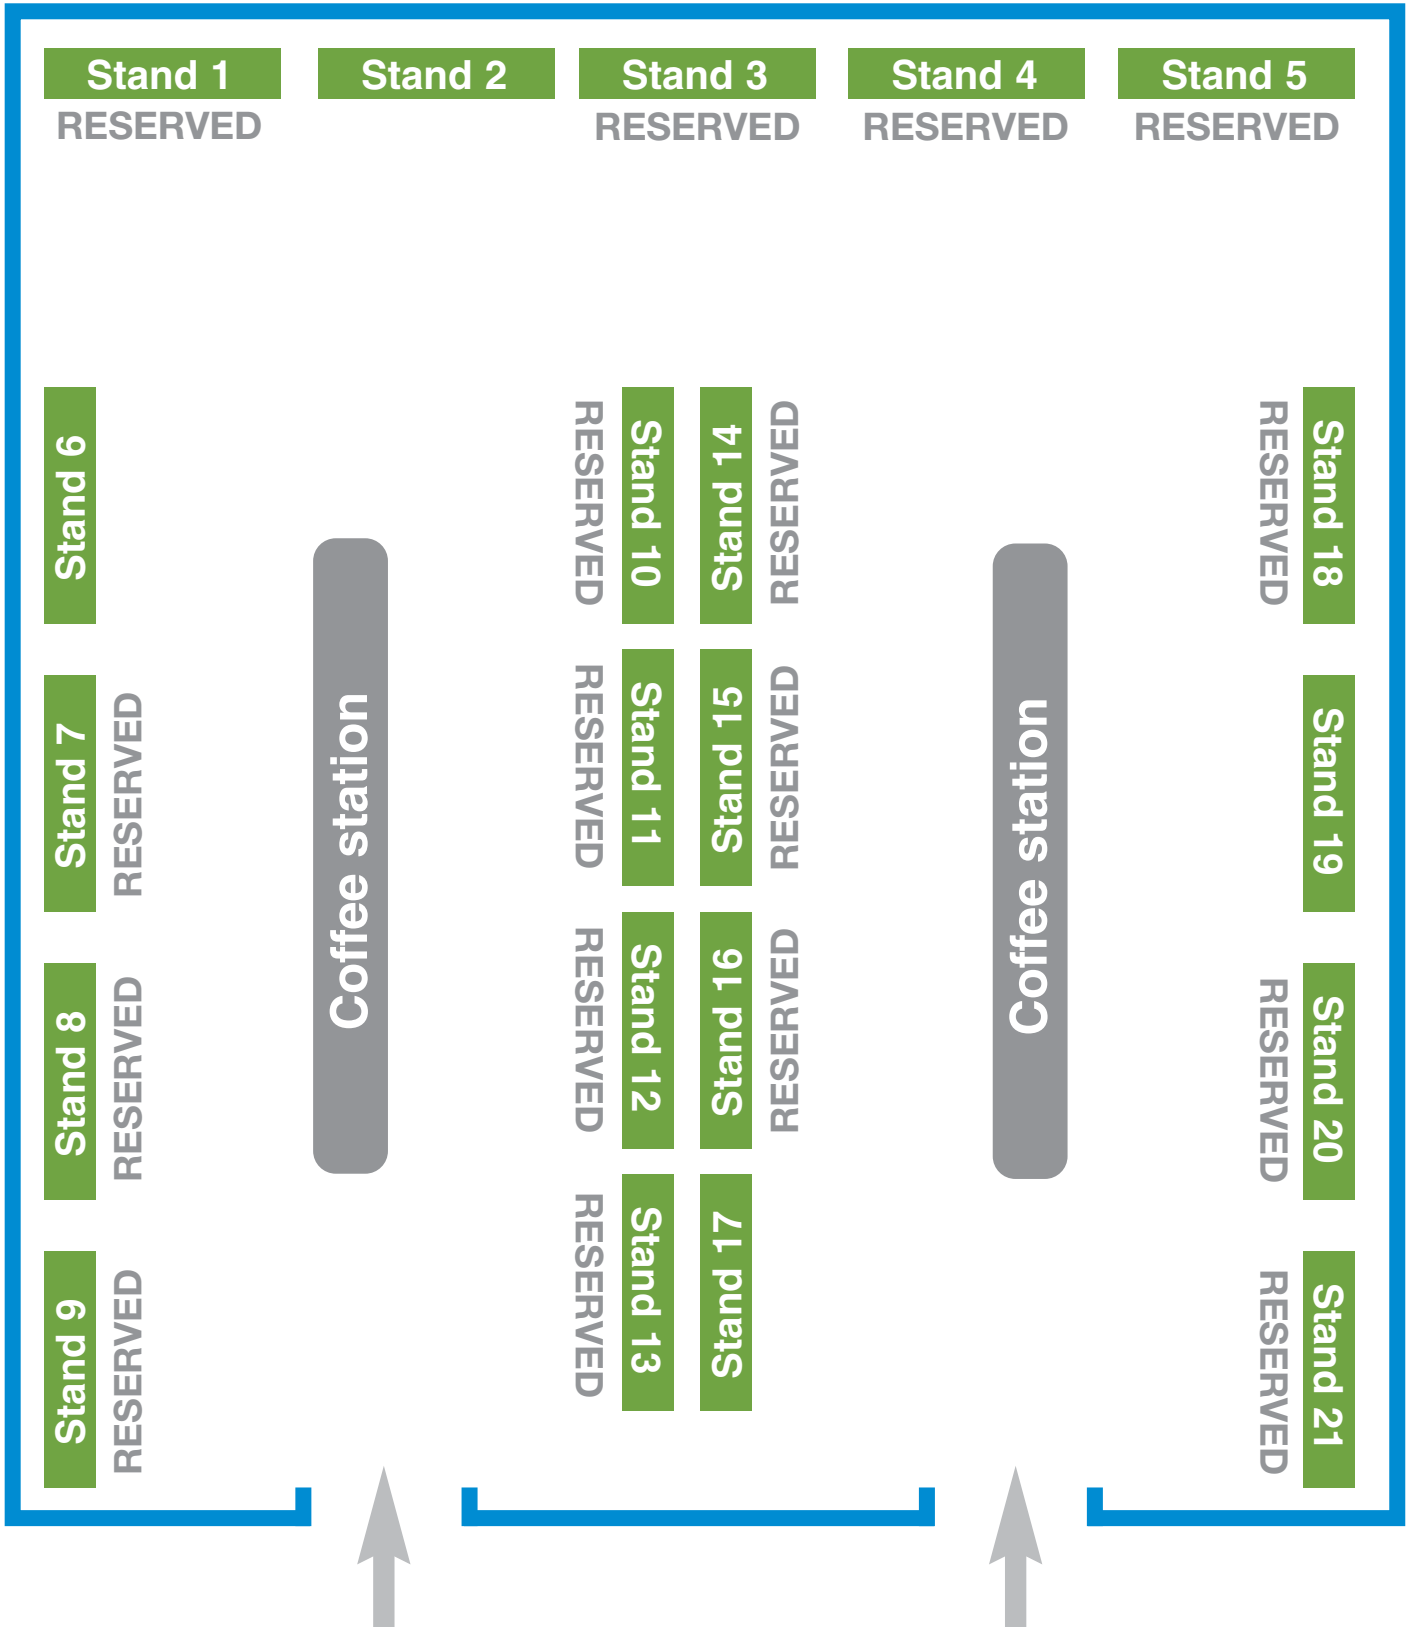 Stand 1
RESERVED
Stand 2
Stand 3
RESERVED
Stand 4
RESERVED
Stand 5
RESERVED
Stand 6
Stand 7
RESERVED
Stand 8
RESERVED
Stand 9
RESERVED
Coffee station
RESERVED
Stand 10
RESERVED
Stand 11
RESERVED
Stand 12
RESERVED
Stand 13
Stand 14
RESERVED
Stand 15
RESERVED
Stand 16
RESERVED
Stand 17
Coffee station
RESERVED
Stand 18
Stand 19
RESERVED
Stand 20
RESERVED
Stand 21